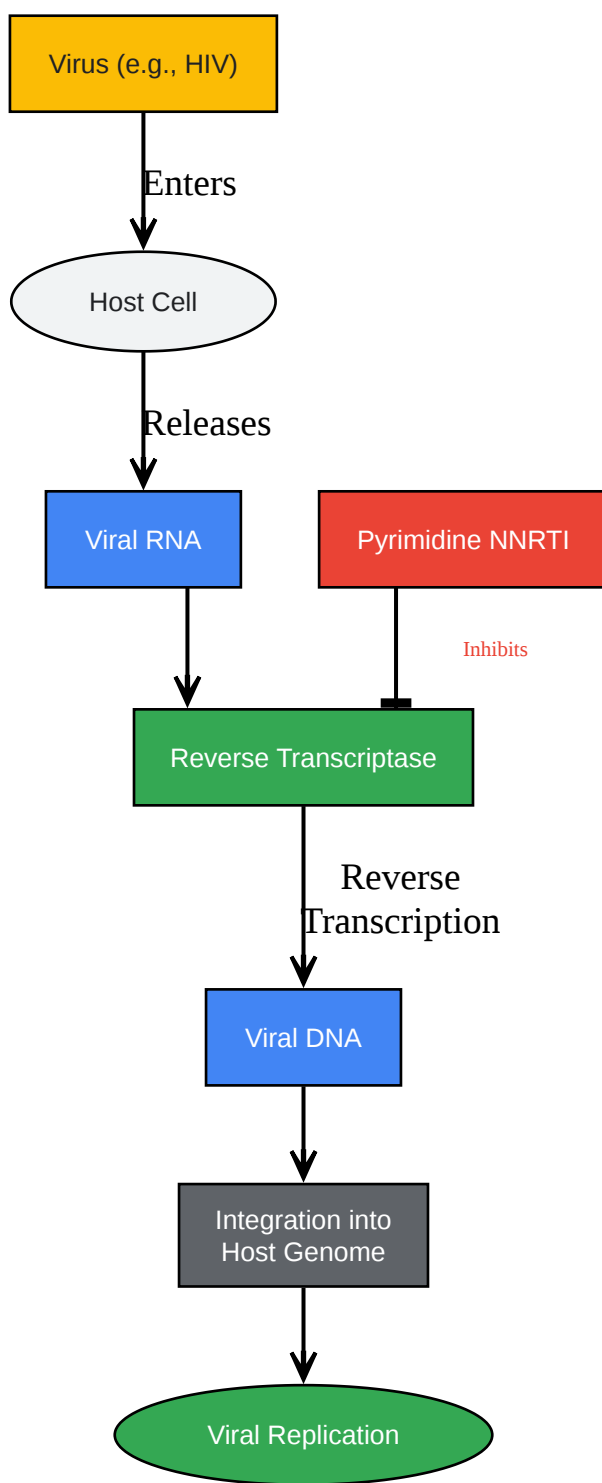 Virus (e.g., HIV)
Enters
Host Cell
Releases
Viral RNA
Pyrimidine NNRTI
Inhibits
Reverse Transcriptase
Reverse
Transcription
Viral DNA
Integration into
Host Genome
Viral Replication